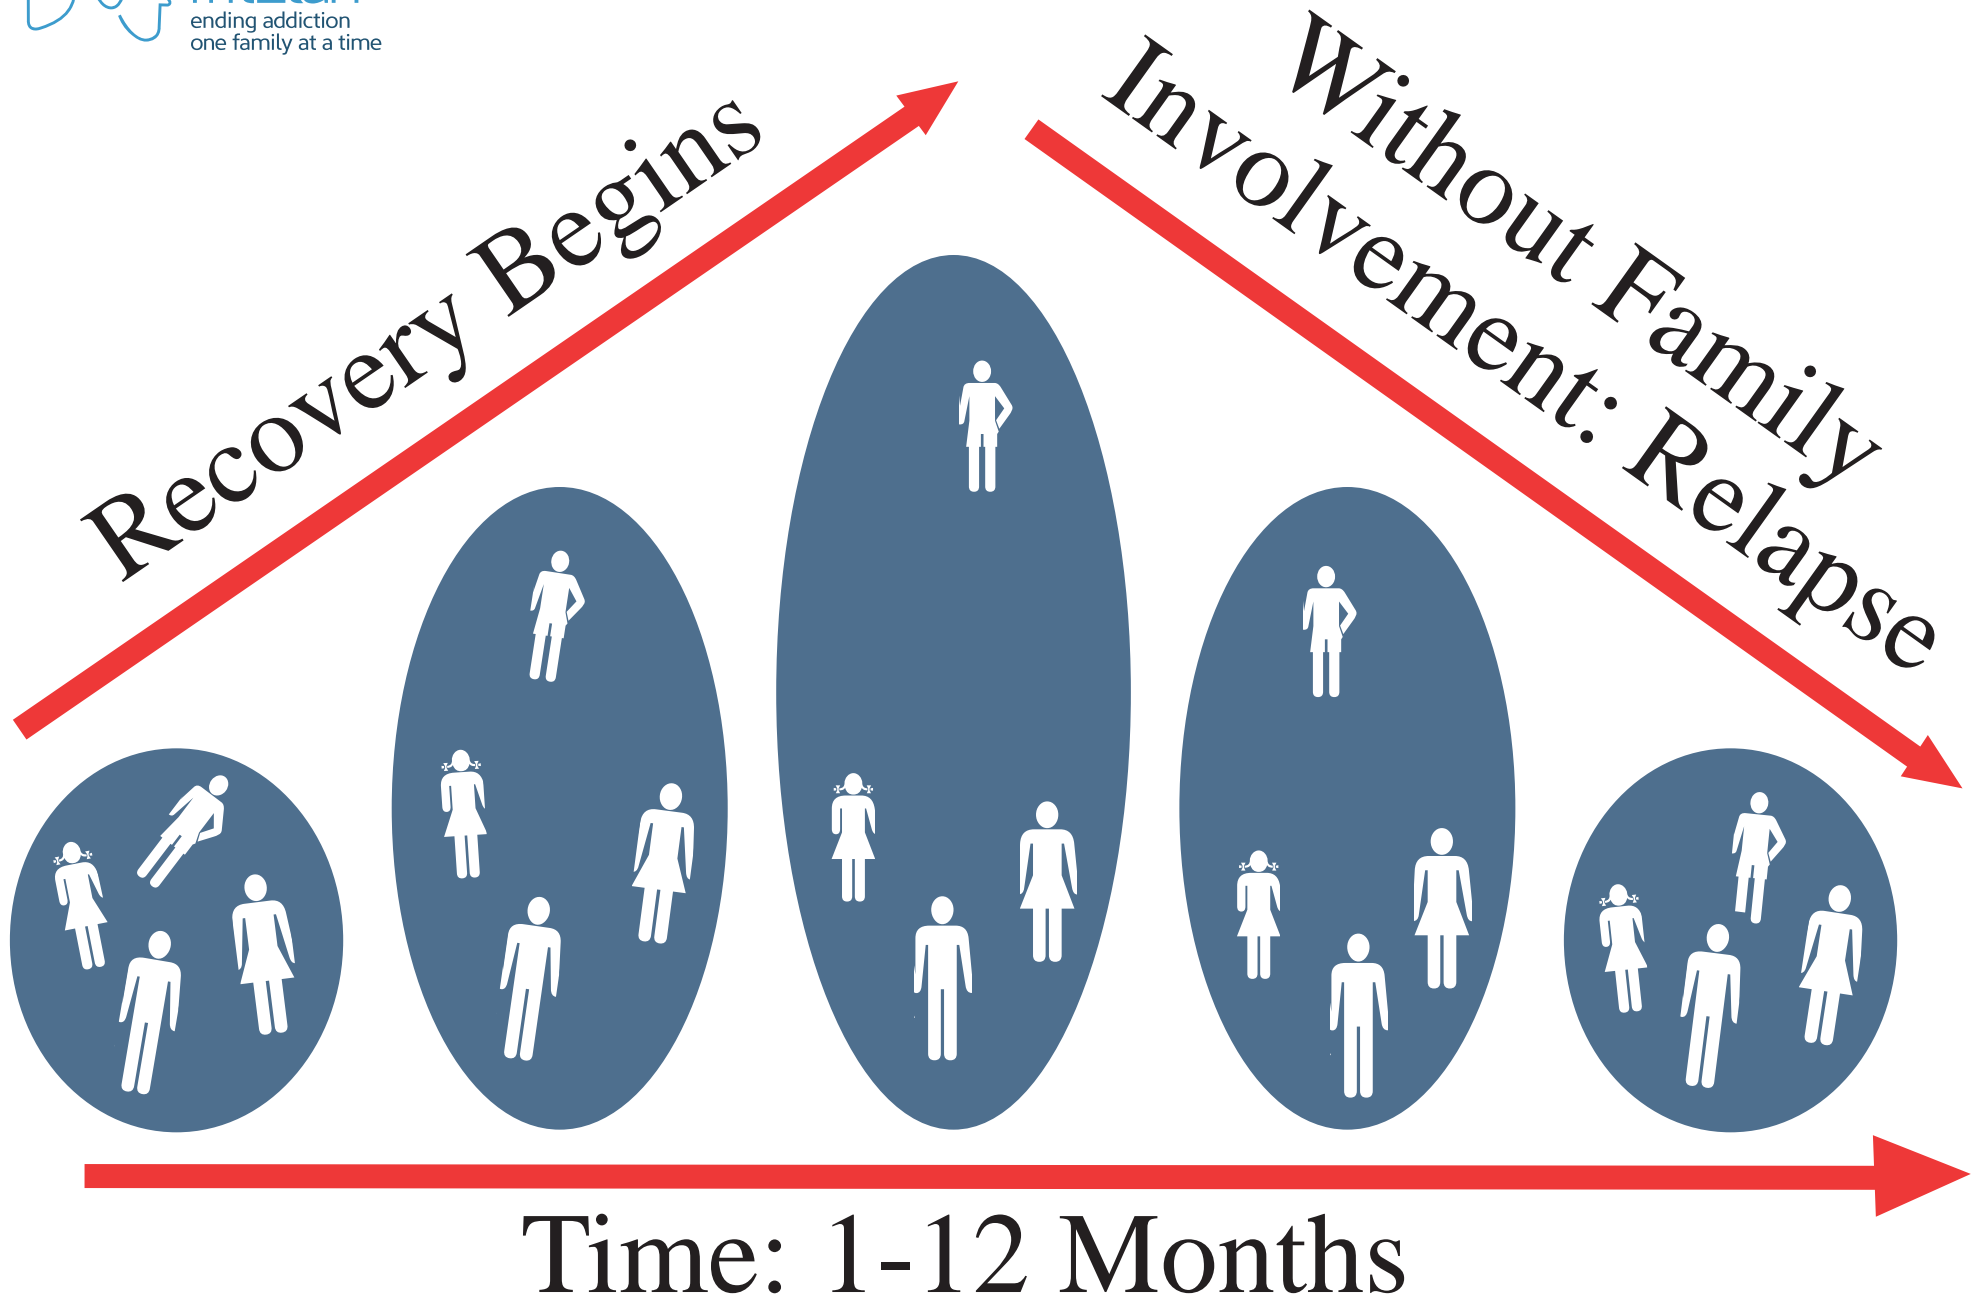 ending addiction
one family at a time
Recovery Begins
Without Family
Involvement: Relapse
Time: 1-12 Months